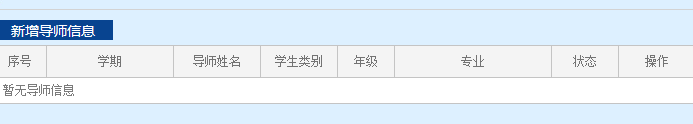 新增导师信息
序号 学期 导师姓名 学生类别 年级 专业 状态 操作
暂无导师信息